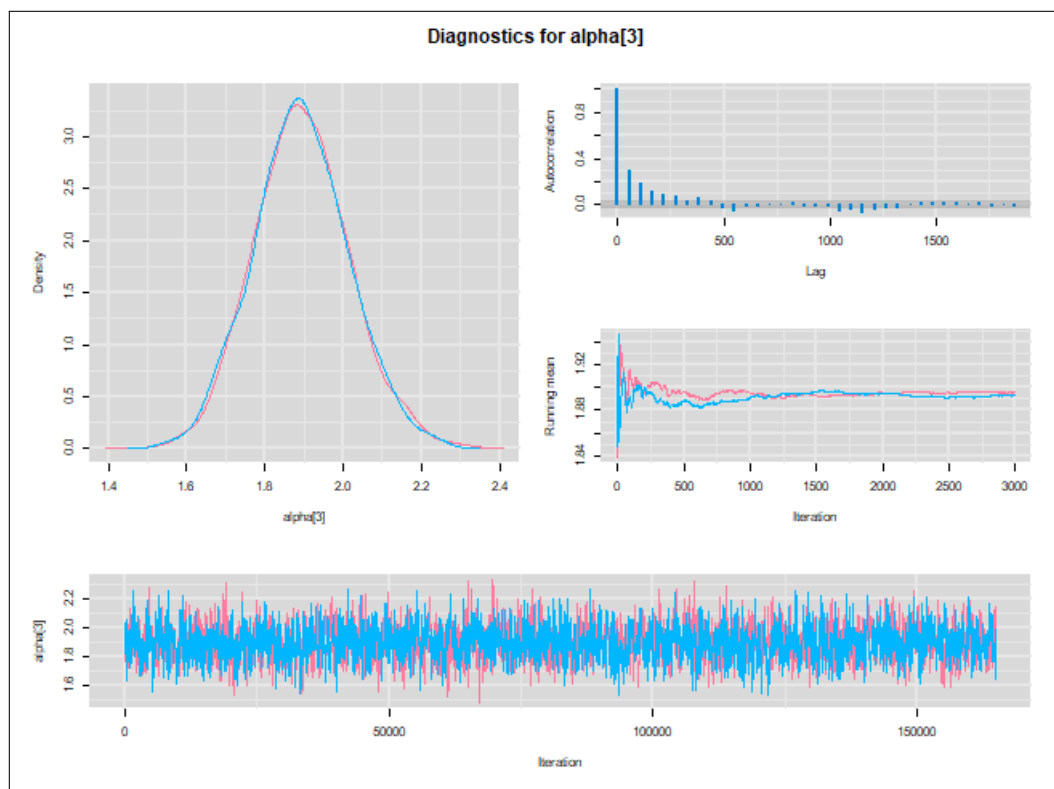 Diagnostics for alpha[3]
Density
0.0 0.5 1.0 1.5 2.0 2.5 3.0
1.4 1.6 1.8 2.0 2.2 2.4
alpha[3]
Autocorrelation
0.0 0.4 0.8
0 500 1000 1500
Lag
Running mean
1.84 1.88 1.92
0 500 1000 1500 2000 2500 3000
Iteration
alpha[3]
1.6 1.8 2.0 2.2
0 50000 100000 150000
Iteration